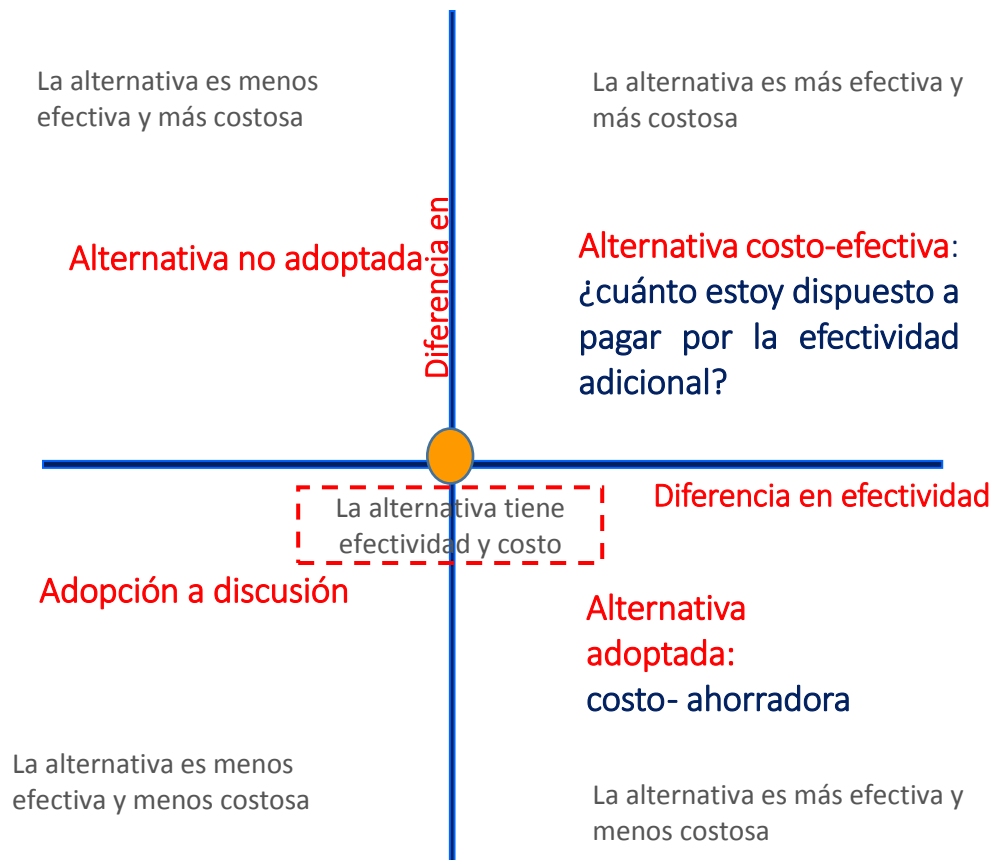 La alternativa es menos
efectiva y más costosa
La alternativa es más efectiva y
más costosa
Diferencia en
Alternativa no adoptada
Alternativa costo-efectiva:
¿cuánto estoy dispuesto a
pagar por la efectividad
adicional?
Diferencia en efectividad
La alternativa tiene
efectividad y costo
Adopción a discusión
Alternativa
adoptada:
costo- ahorradora
La alternativa es menos
efectiva y menos costosa
La alternativa es más efectiva y
menos costosa